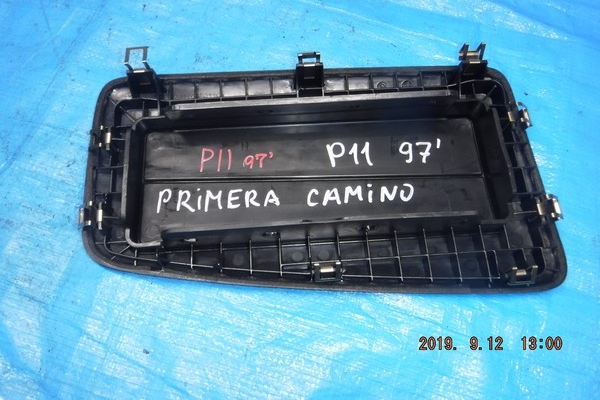 P11 97' P11 97'
PRiMERA CAMiNO
2019. 9.12 13:00